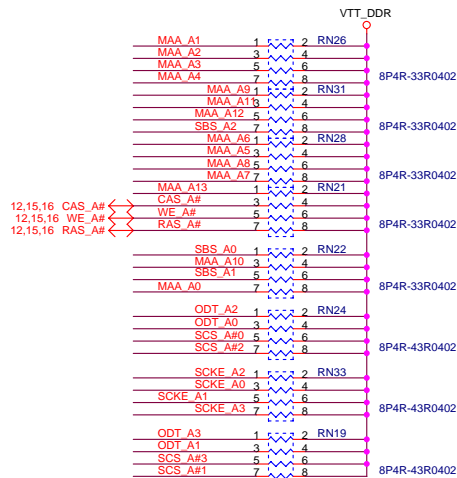 VTT_DDR
MAA_A1 1 2 RN26
MAA_A2 3 4
MAA_A3 5 6
MAA_A4 7 8 8P4R-33R0402
MAA_A9 1 2 RN31
MAA_A11 3 4
MAA_A12 5 6
SBS_A2 7 8 8P4R-33R0402
MAA_A6 1 2 RN28
MAA_A5 3 4
MAA_A8 5 6
MAA_A7 7 8 8P4R-33R0402
MAA_A13 1 2 RN21
12,15,16 CAS_A# CAS_A# 3 4
12,15,16 WE_A# WE_A# 5 6
12,15,16 RAS_A# RAS_A# 7 8 8P4R-33R0402
SBS_A0 1 2 RN22
MAA_A10 3 4
SBS_A1 5 6
MAA_A0 7 8 8P4R-33R0402
ODT_A2 1 2 RN24
ODT_A0 3 4
SCS_A#0 5 6
SCS_A#2 7 8 8P4R-43R0402
SCKE_A2 1 2 RN33
SCKE_A0 3 4
SCKE_A1 5 6
SCKE_A3 7 8 8P4R-43R0402
ODT_A3 1 2 RN19
ODT_A1 3 4
SCS_A#3 5 6
SCS_A#1 7 8 8P4R-43R0402